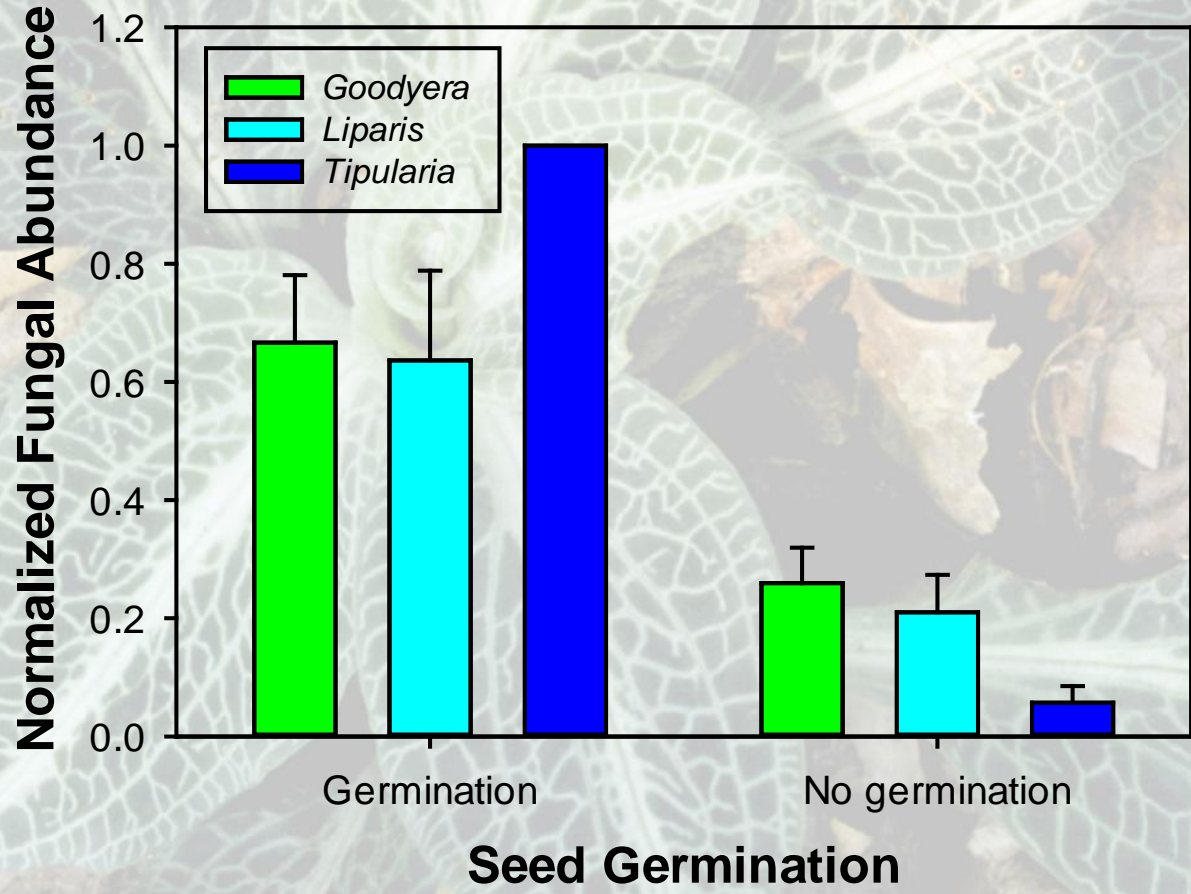 Normalized Fungal Abundance
1.2
1.0
0.8
0.6
0.4
0.2
0.0
Goodyera
Liparis
Tipularia
Germination
No germination
Seed Germination